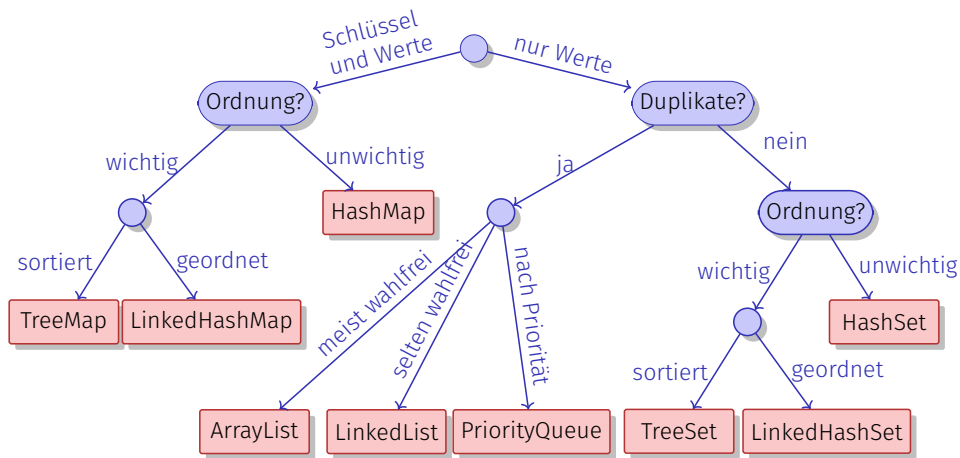 Schlüssel
und Werte
nur Werte
Ordnung?
Duplikate?
wichtig
unwichtig
ja
nein
HashMap
Ordnung?
sortiert
geordnet
meist wahlfrei
selten wahlfrei
nach Priorität
wichtig
unwichtig
TreeMap
LinkedHashMap
HashSet
sortiert
geordnet
ArrayList
LinkedList
PriorityQueue
TreeSet
LinkedHashSet